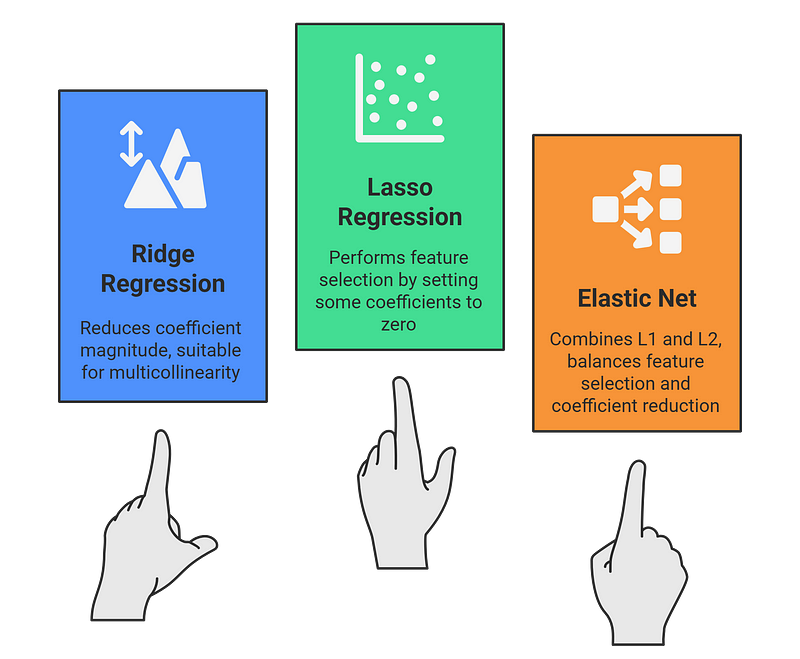 Ridge
Regression
Reduces coefficient
magnitude, suitable
for multicollinearity
Lasso
Regression
Performs feature
selection by setting
some coefficients to
zero
Elastic Net
Combines L1 and L2,
balances feature
selection and
coefficient reduction